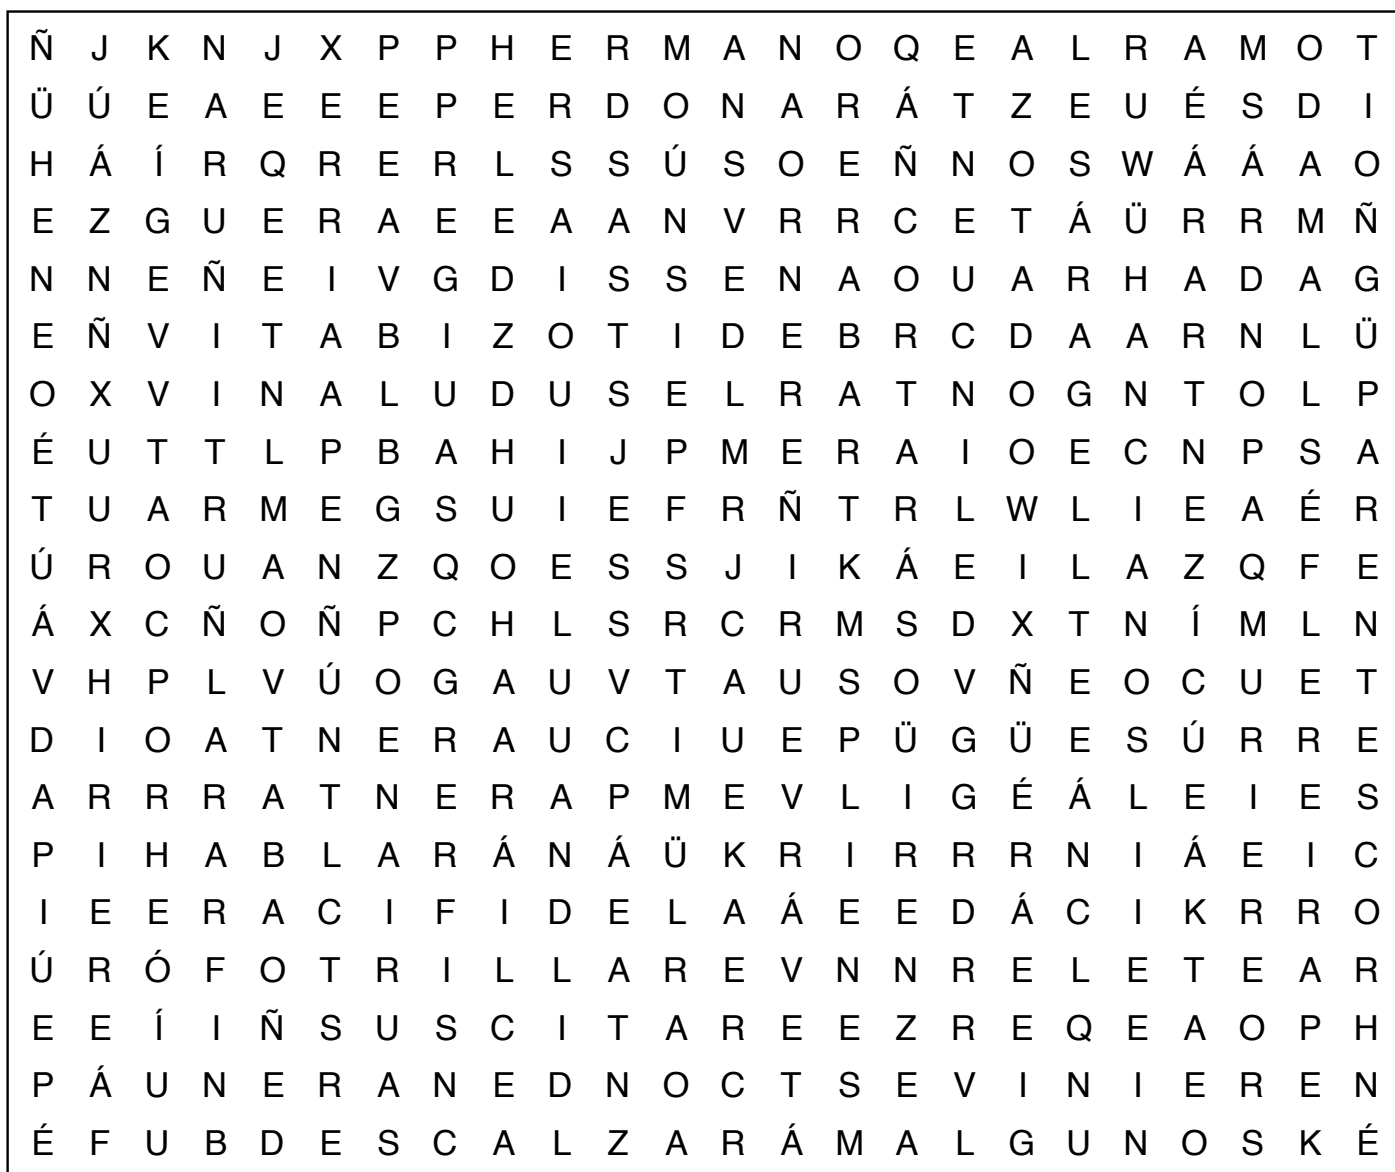 Ñ J K N J X P P H E R M A N O Q E A L R A M O T
Ü Ú E A E E E P E R D O N A R Á T Z E U É S D I
H Á Í R Q R E R L S S Ú S O E Ñ N O S W Á Á A O
E Z G U E R A E E A A N V R R C E T Á Ü R R M Ñ
N N E Ñ E I V G D I S S E N A O U A R H A D A G
E Ñ V I T A B I Z O T I D E B R C D A A R N L Ü
O X V I N A L U D U S E L R A T N O G N T O L P
É U T T L P B A H I J P M E R A I O E C N P S A
T U A R M E G S U I E F R Ñ T R L W L I E A É R
Ú R O U A N Z Q O E S S J I K Á E I L A Z Q F E
Á X C Ñ O Ñ P C H L S R C R M S D X T N Í M L N
V H P L V Ú O G A U V T A U S O V Ñ E O C U E T
D I O A T N E R A U C I U E P Ü G Ü E S Ú R R E
A R R R A T N E R A P M E V L I G É Á L E I E S
P I H A B L A R Á N Á Ü K R I R R R N I Á E I C
I E E R A C I F I D E L A Á E E D Á C I K R R O
Ú R Ó F O T R I L L A R E V N N R E L E T E A R
E E Í I Ñ S U S C I T A R E E Z R E Q E A O P H
P Á U N E R A N E D N O C T S E V I N I E R E N
É F U B D E S C A L Z A R Á M A L G U N O S K É